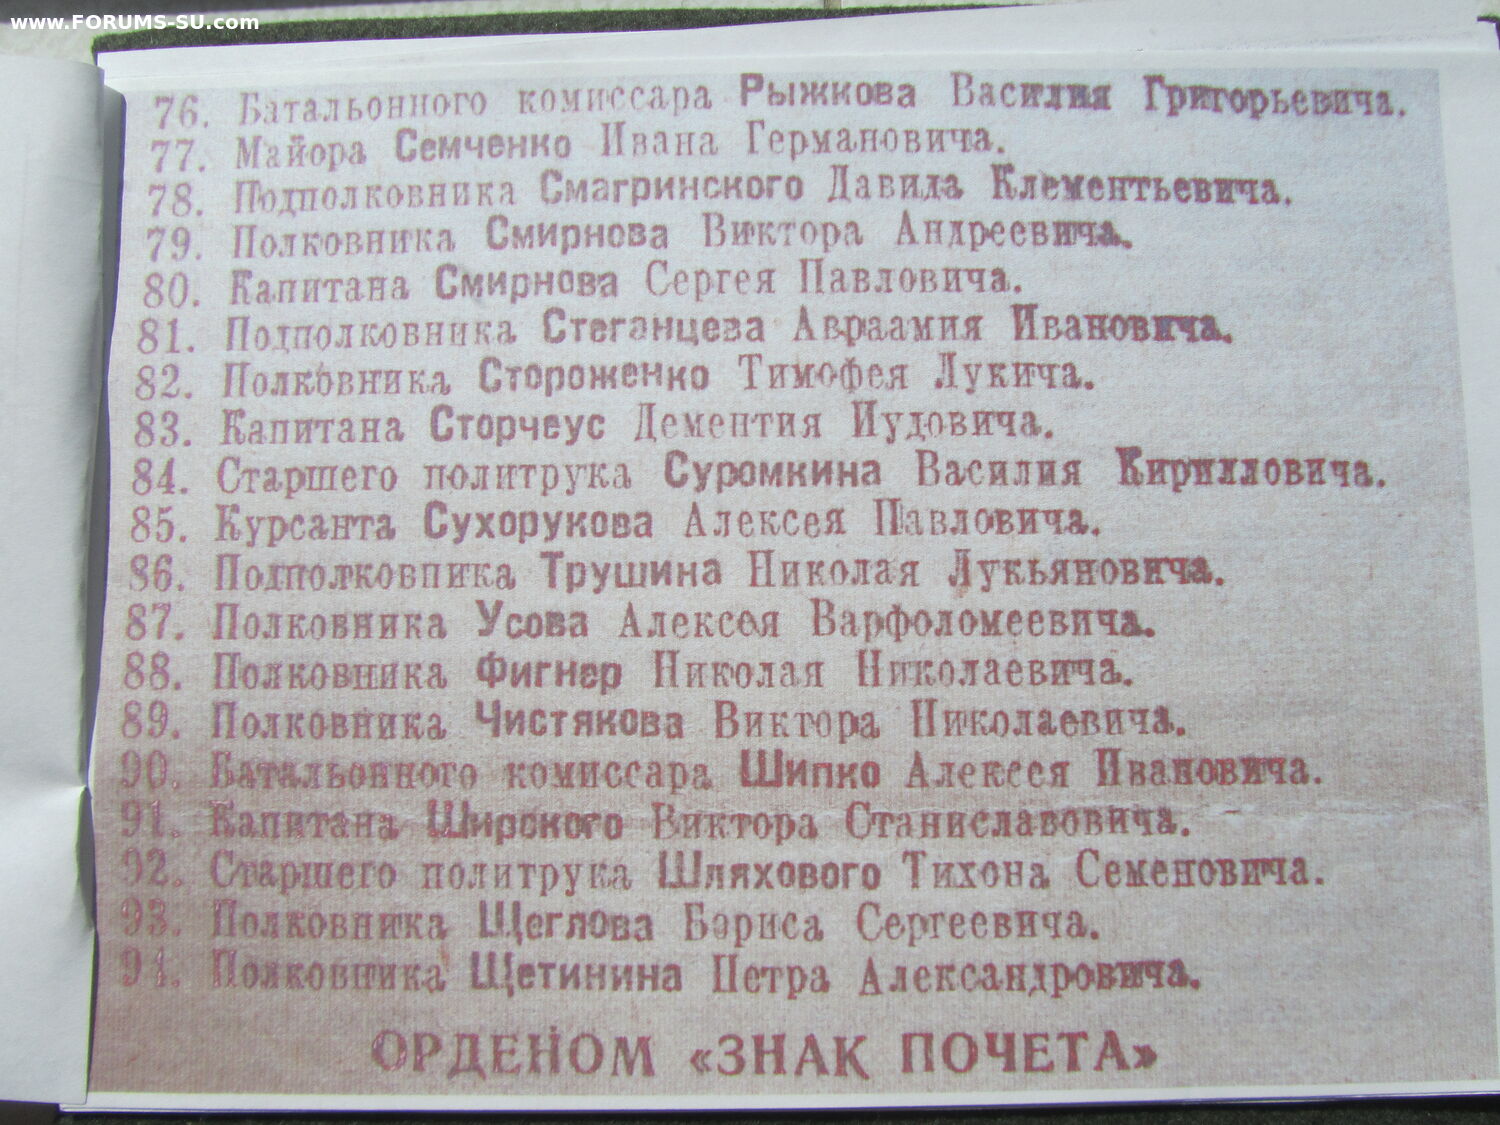 www.FORUMS-SU.com
76. Батальонного комиссара Рыжкова Василия Григорьевича.
77. Майора Семченко Ивана Германовича.
78. Подполковника Смагринского Давида Клементьевича.
79. Полковника Смирнова Виктора Андреевича.
80. Капитана Смирнова Сергея Павловича.
81. Подполковника Стеганцева Авраамия Ивановича.
82. Полковника Стороженко Тимофея Лукича.
83. Капитана Сторчеус Дементия Иудовича.
84. Старшего политрука Суромкина Василия Кирилловича.
85. Курсанта Сухорукова Алексея Павловича.
86. Подполковника Трушина Николая Лукьяновича.
87. Полковника Усова Алексея Варфоломеевича.
88. Полковника Фигнер Николая Николаевича.
89. Полковника Чистякова Виктора Николаевича.
90. Батальонного комиссара Шипко Алексея Ивановича.
91. Капитана Широкого Виктора Станиславовича.
92. Старшего политрука Шляхового Тихона Семеновича.
93. Полковника Щеглова Бориса Сергеевича.
94. Полковника Щетинина Петра Александровича.
ОРДЕНОМ «ЗНАК ПОЧЕТА»